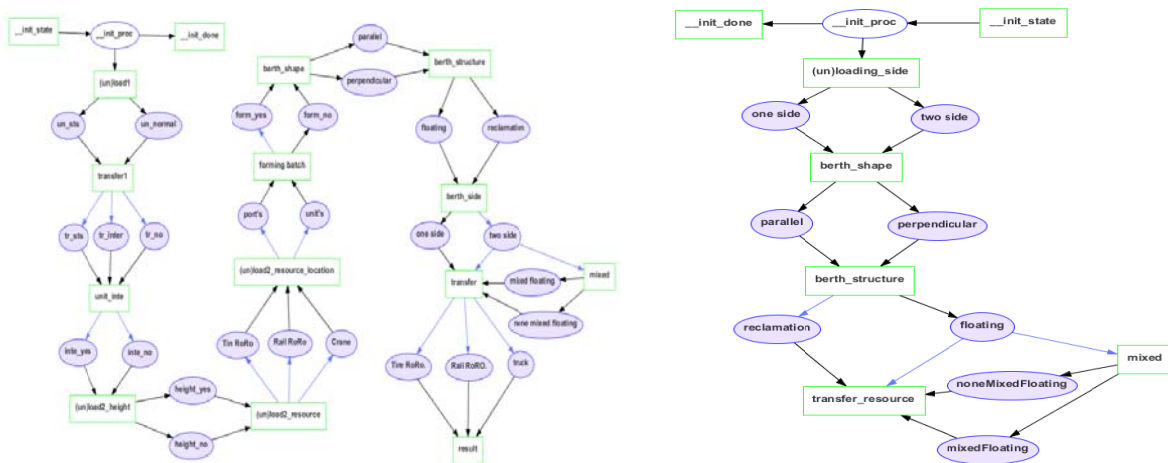 __init_state
__init_proc
__init_done
(un)load1
un_sts
un_normal
transfer1
tr_sts
tr_inter
tr_no
unit_inte
inte_yes
inte_no
(un)load2_height
height_yes
height_no
(un)load2_resource
Tin RoRo
Rail RoRo
Crane
(un)load2_resource_location
port's
unit's
forming batch
form_yes
form_no
berth_shape
parallel
perpendicular
berth_structure
floating
reclamatim
berth_side
one side
two side
mixed
mixed floating
none mixed floating
transfer
Tire RoRo.
Rail RoRO.
truck
result
__init_done
__init_proc
__init_state
(un)loading_side
one side
two side
berth_shape
parallel
perpendicular
berth_structure
reclamation
floating
mixed
noneMixedFloating
transfer_resource
mixedFloating